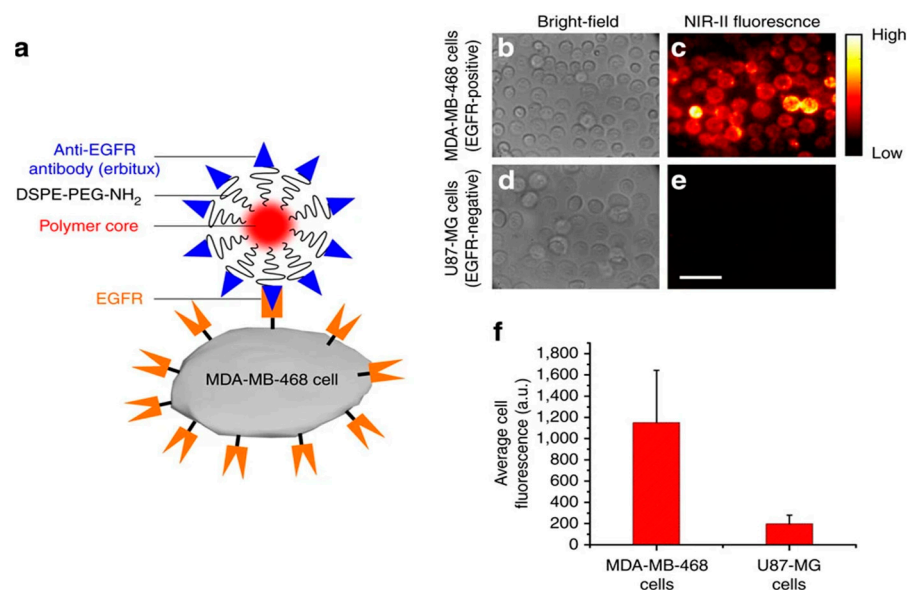 a
Anti-EGFR
antibody (erbitux)
DSPE-PEG-NH2
Polymer core
EGFR
MDA-MB-468 cell
Bright-field
NIR-II fluorescnce
MDA-MB-468 cells
(EGFR-positive)
b
c
High
Low
U87-MG cells
(EGFR-negative)
d
e
f
Average cell
fluorescence (a.u.)
1,800
1,600
1,400
1,200
1,000
800
600
400
200
0
MDA-MB-468
cells
U87-MG
cells